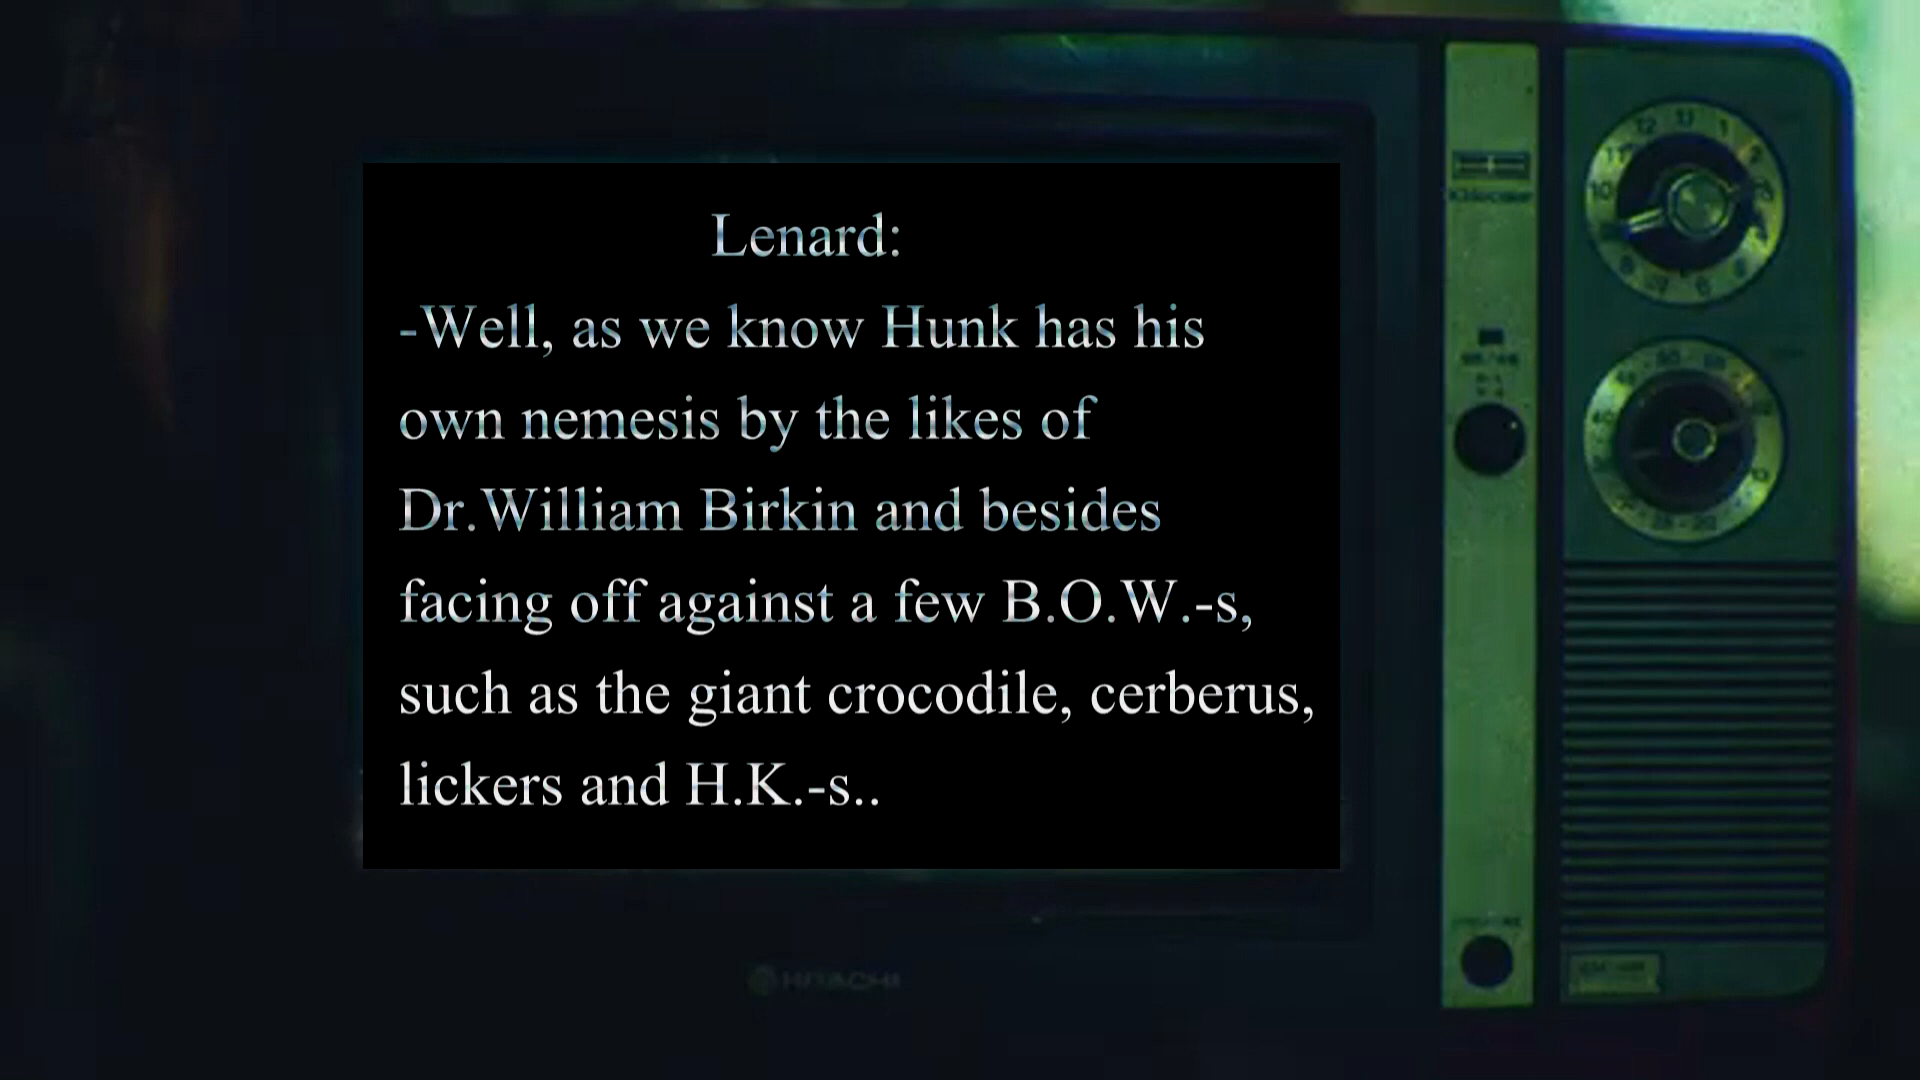 Lenard:
-Well, as we know Hunk has his
own nemesis by the likes of
Dr.William Birkin and besides
facing off against a few B.O.W.-s,
such as the giant crocodile, cerberus,
lickers and H.K.-s..
HITACHI